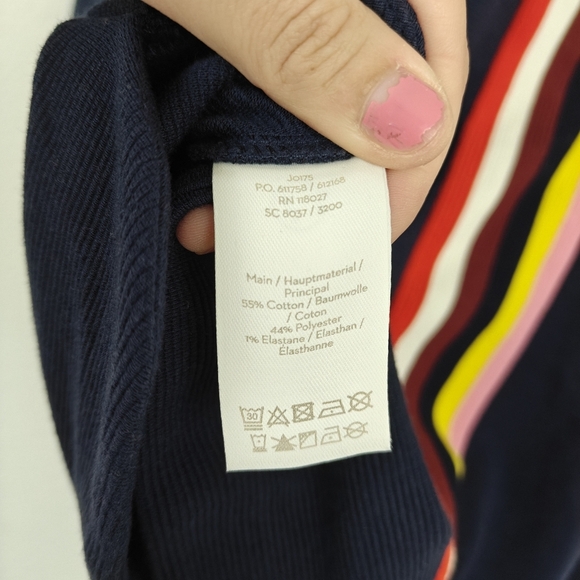 J0175
P.O. 611758 / 612168
RN 118027
SC 8037 / 3200
Main / Hauptmaterial /
Principal
55% Cotton / Baumwolle
/ Coton
44% Polyester
1% Elastane / Elasthan /
Élasthanne
30